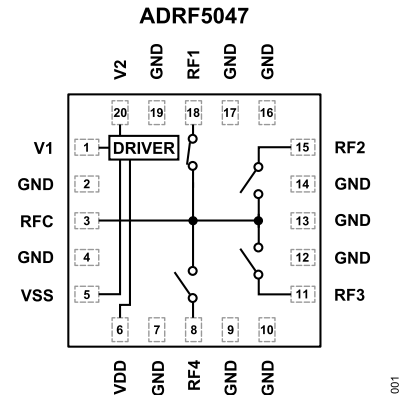 ADRF5047
V2
GND
RF1
GND
GND
20
19
18
17
16
V1
1
DRIVER
15
RF2
GND
2
14
GND
RFC
3
13
GND
GND
4
12
GND
VSS
5
11
RF3
6
7
8
9
10
VDD
GND
RF4
GND
GND
001